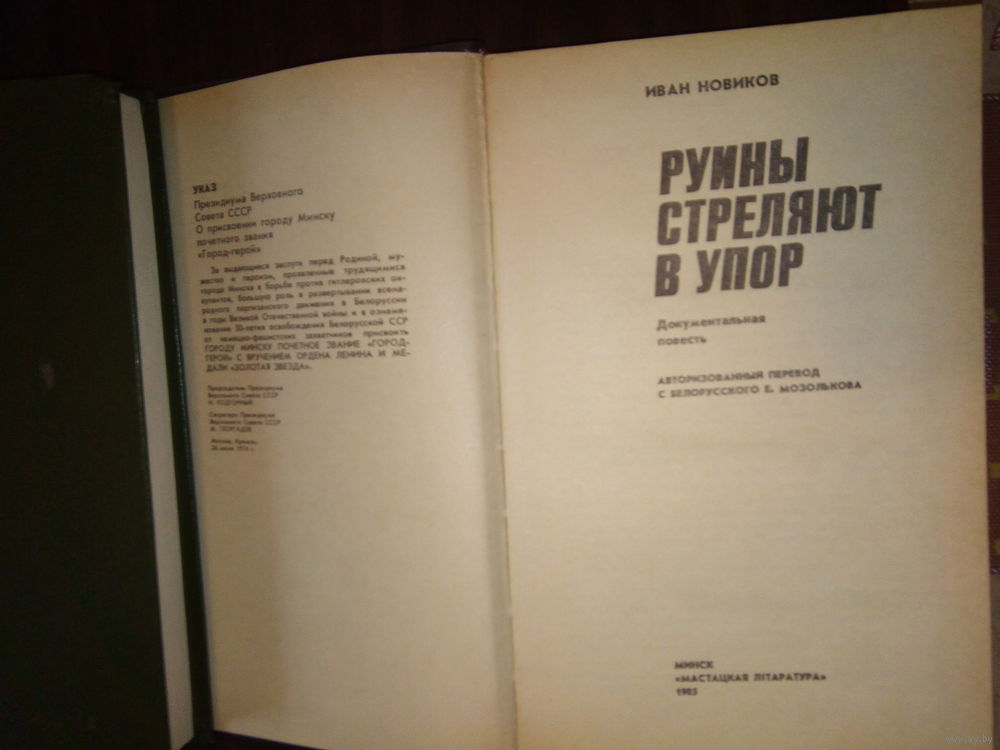 УКАЗ
Президиума Верховного
Совета СССР
О присвоении городу Минску
почетного звания
«Город-герой»
За выдающиеся заслуги перед Родиной, му-
жество и героизм, проявленные трудящимися
города Минска в борьбе против гитлеровских ок-
купантов, большую роль в развертывании всена-
родного партизанского движения в Белоруссии
в годы Великой Отечественной войны и в ознаме-
нование 30-летия освобождения Белорусской ССР
от немецко-фашистских захватчиков присвоить
ГОРОДУ МИНСКУ ПОЧЕТНОЕ ЗВАНИЕ «ГОРОД-
ГЕРОЙ» С ВРУЧЕНИЕМ ОРДЕНА ЛЕНИНА И МЕ-
ДАЛИ «ЗОЛОТАЯ ЗВЕЗДА».
Председатель Президиума
Верховного Совета СССР
Н. ПОДГОРНЫЙ
Секретарь Президиума
Верховного Совета СССР
М. ГЕОРГАДЗЕ
Москва, Кремль,
26 июня 1974 г.
ИВАН НОВИКОВ
РУИНЫ
СТРЕЛЯЮТ
В УПОР
Документальная
повесть
АВТОРИЗОВАННЫЙ ПЕРЕВОД
С БЕЛОРУССКОГО Е. МОЗОЛЬКОВА
МИНСК
«МАСТАЦКАЯ ЛІТАРАТУРА»
1985